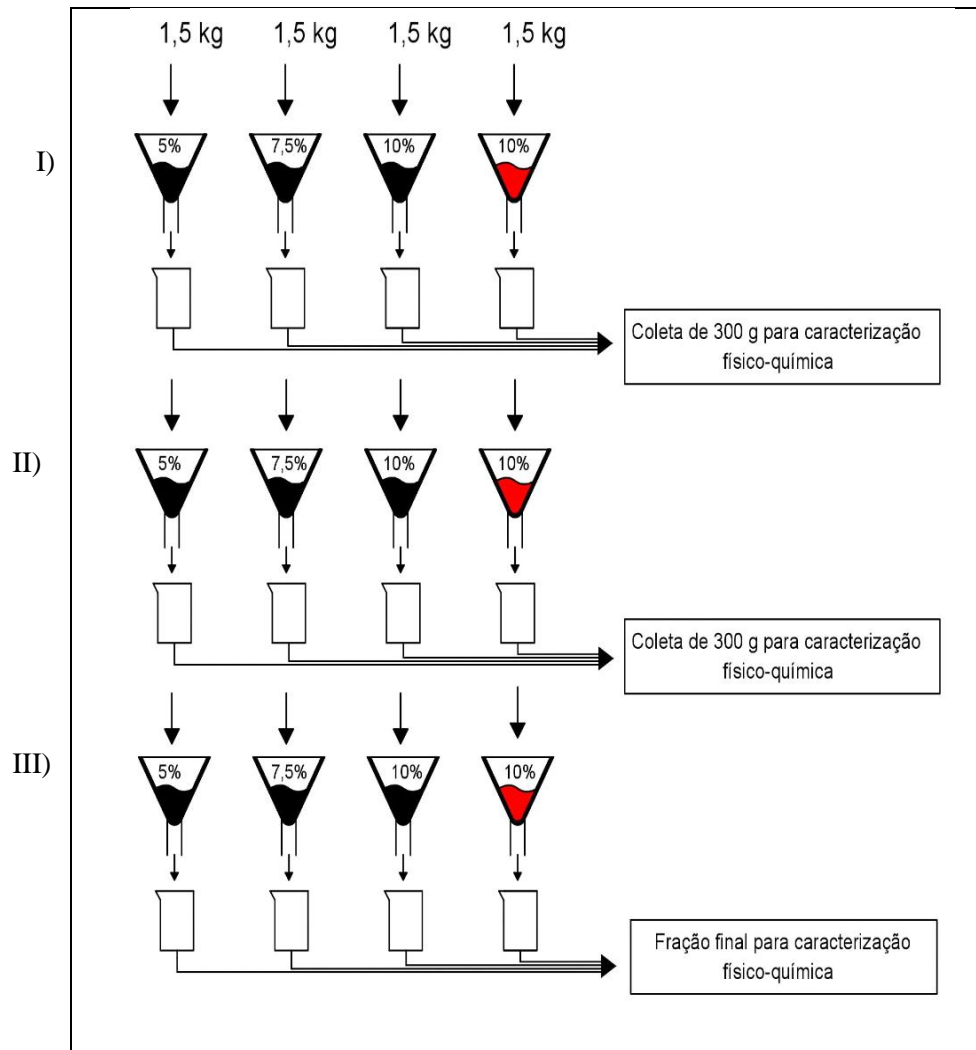 1,5 kg 1,5 kg 1,5 kg 1,5 kg
I)
5% 7,5% 10% 10%
Coleta de 300 g para caracterização
físico-química
II)
5% 7,5% 10% 10%
Coleta de 300 g para caracterização
físico-química
III)
5% 7,5% 10% 10%
Fração final para caracterização
físico-química